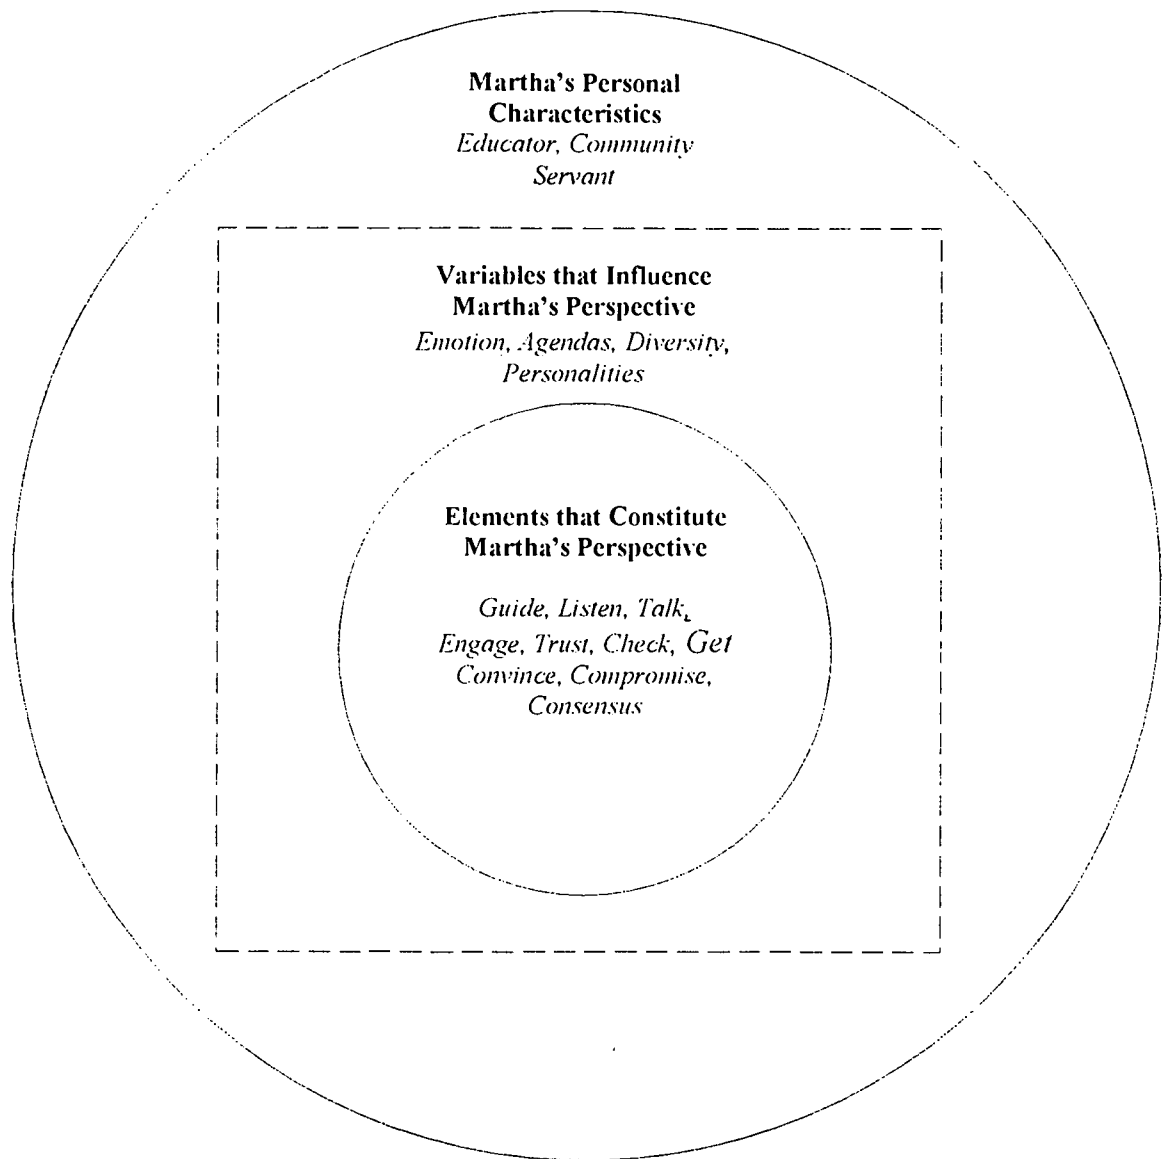 Martha's Personal
Characteristics
Educator, Community
Servant
Variables that Influence
Martha's Perspective
Emotion, Agendas, Diversity,
Personalities
Elements that Constitute
Martha's Perspective
Guide, Listen, Talk,
Engage, Trust, Check, Get
Convince, Compromise,
Consensus